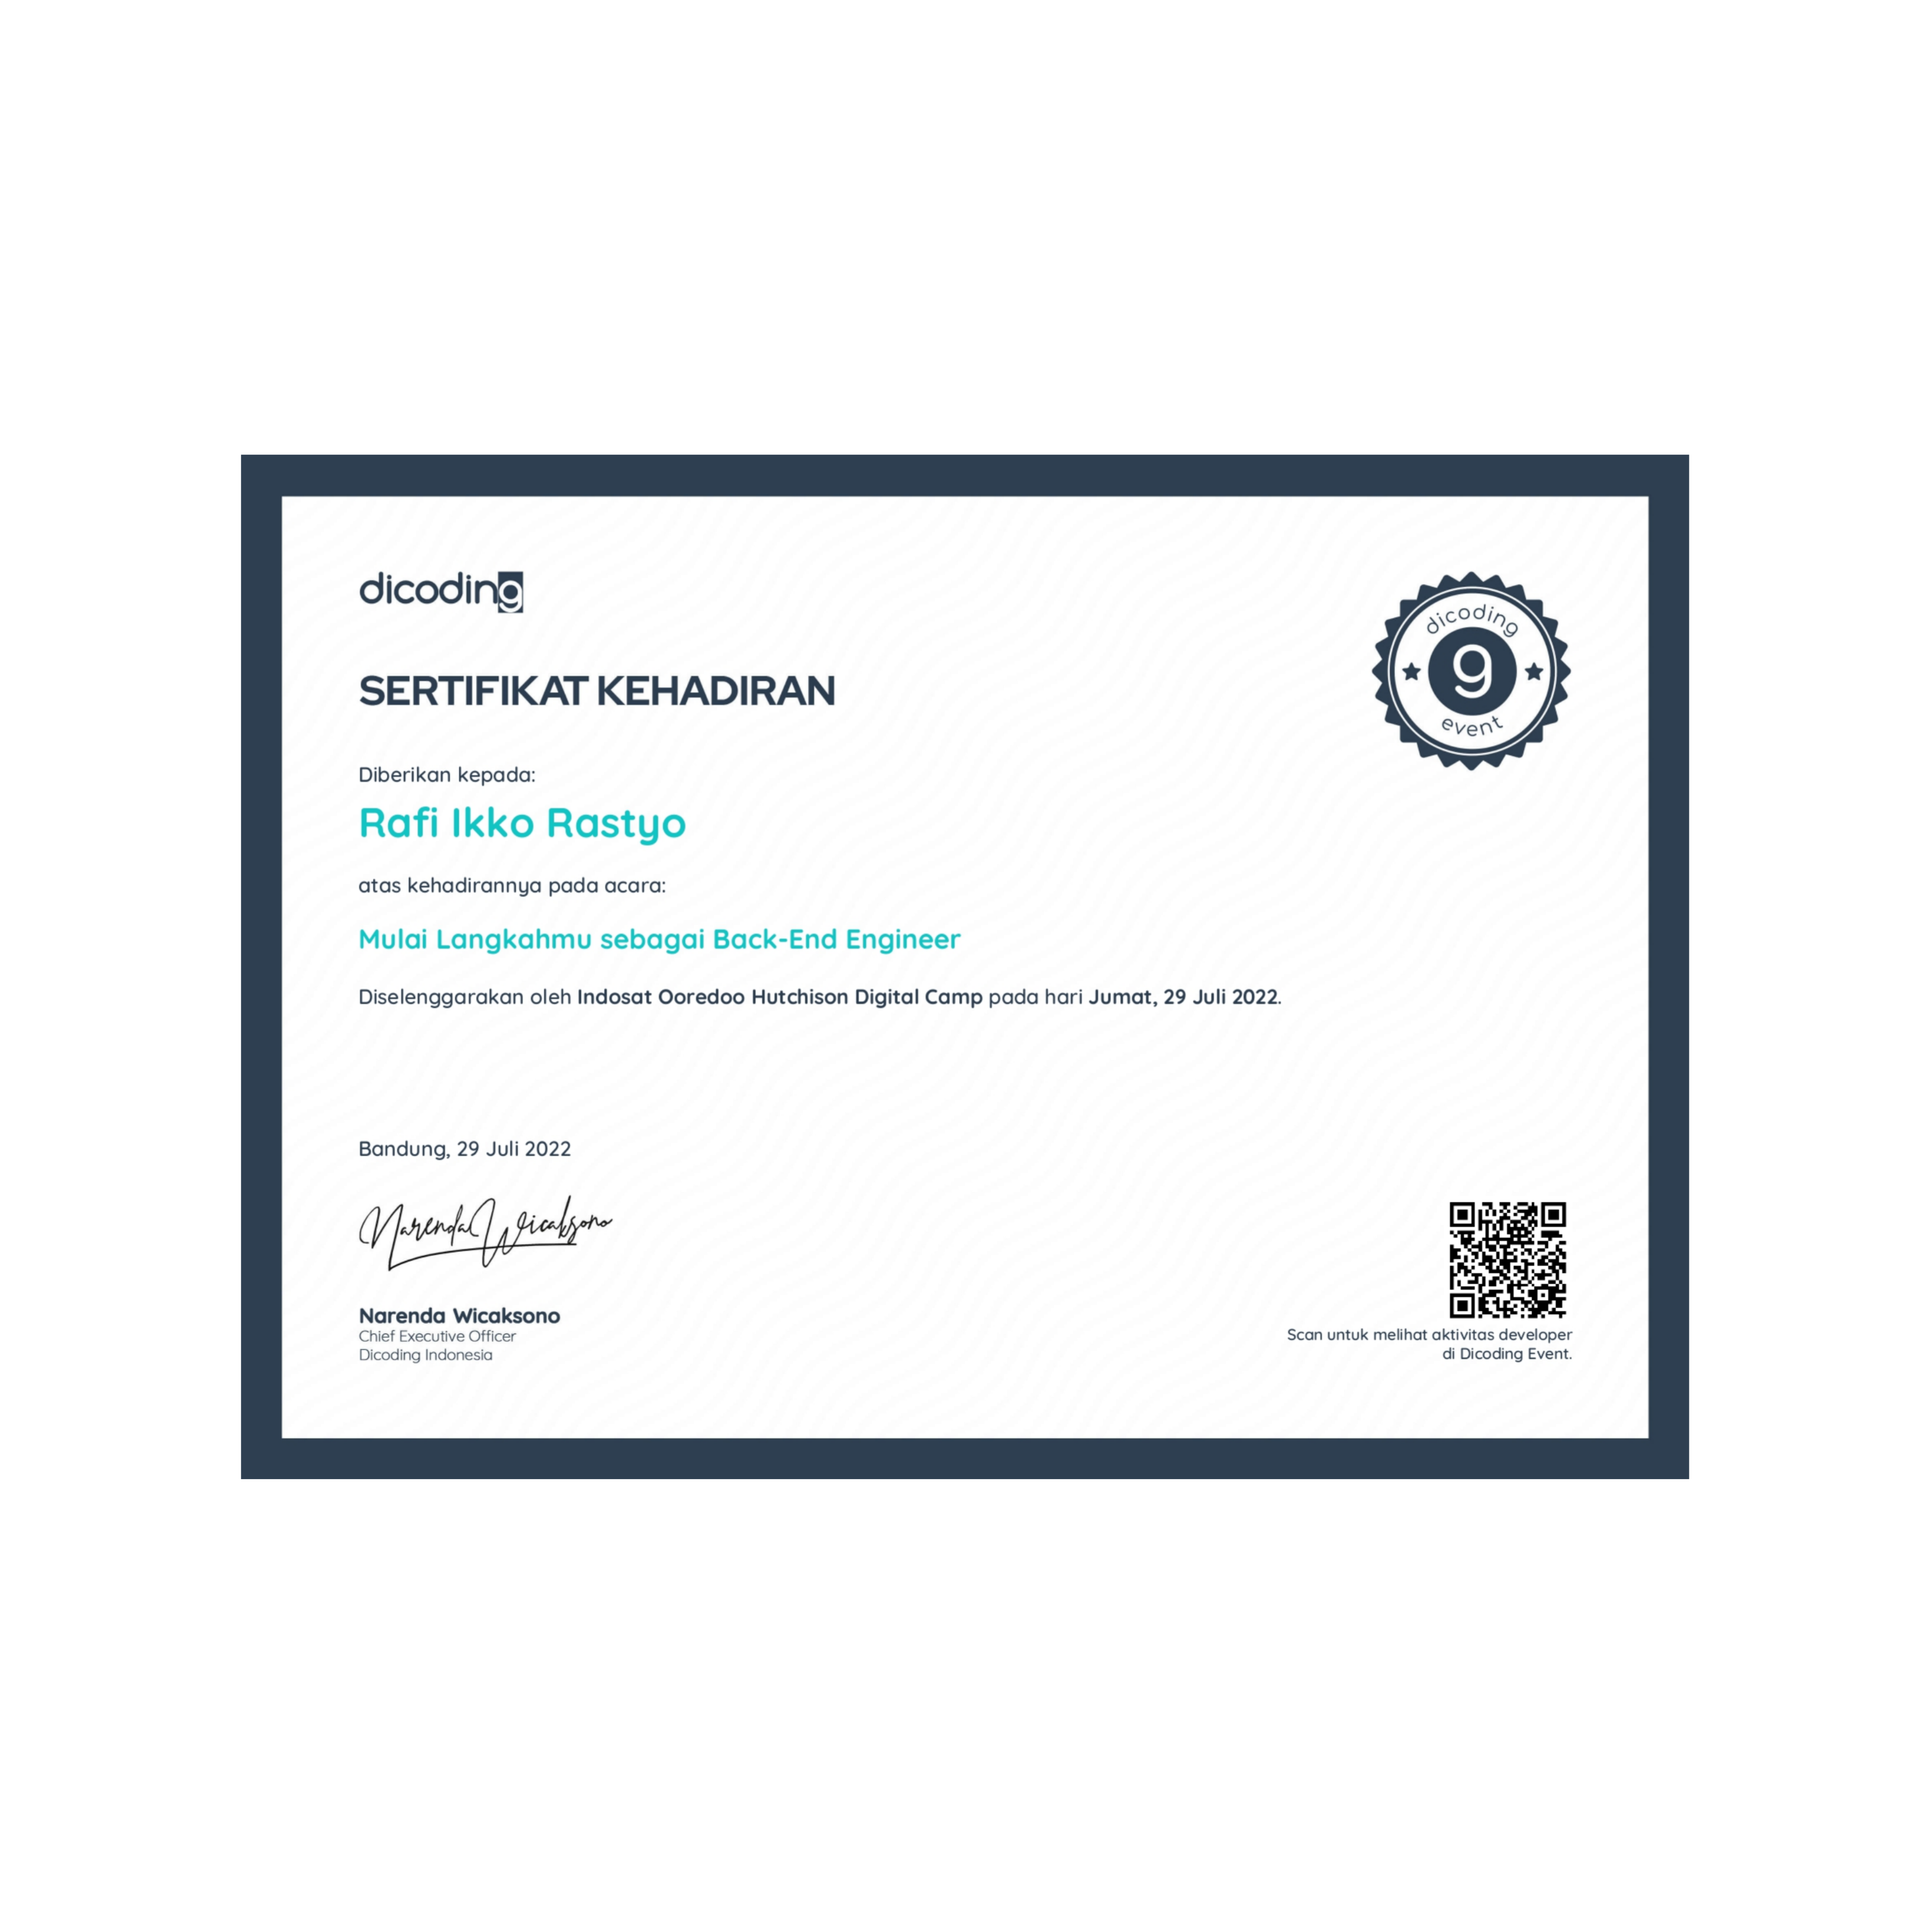 dicoding
SERTIFIKAT KEHADIRAN
dicoding
g
event
Diberikan kepada:
Rafi Ikko Rastyo
atas kehadirannya pada acara:
Mulai Langkahmu sebagai Back-End Engineer
Diselenggarakan oleh Indosat Ooredoo Hutchison Digital Camp pada hari Jumat, 29 Juli 2022.
Bandung, 29 Juli 2022
Narenda Wicaksono
Narenda Wicaksono
Chief Executive Officer
Dicoding Indonesia
Scan untuk melihat aktivitas developer
di Dicoding Event.